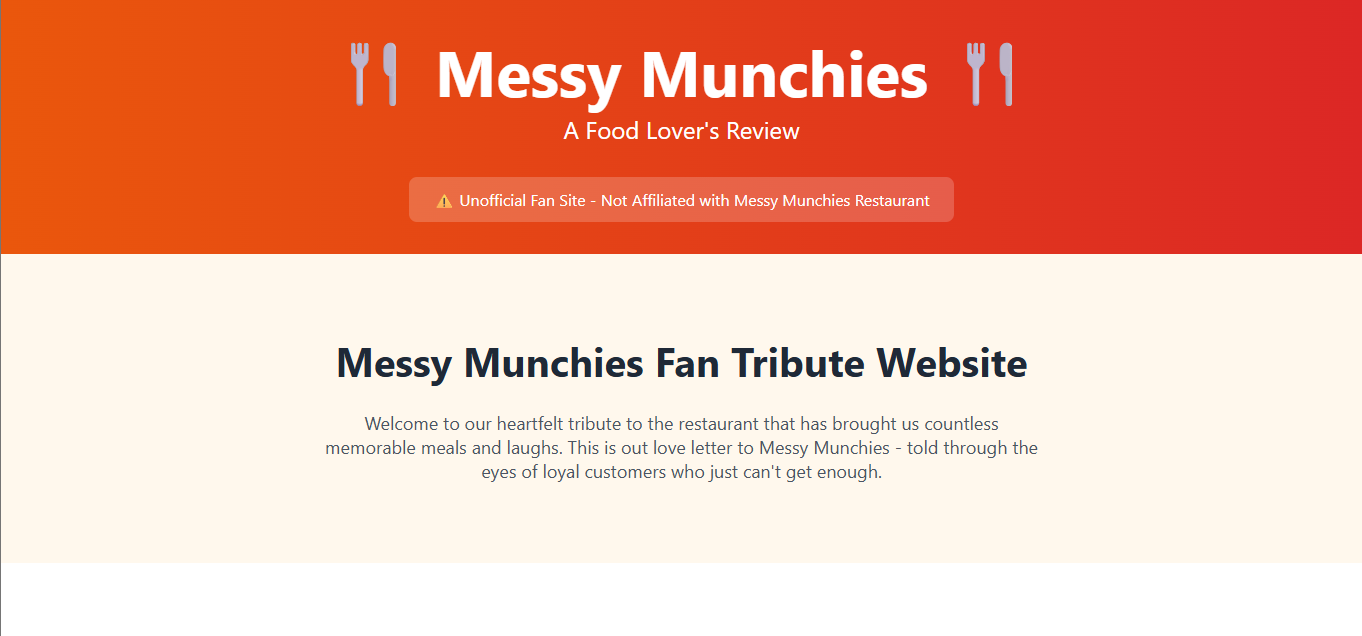 Messy Munchies
A Food Lover's Review
Unofficial Fan Site - Not Affiliated with Messy Munchies Restaurant
Messy Munchies Fan Tribute Website
Welcome to our heartfelt tribute to the restaurant that has brought us countless
memorable meals and laughs. This is out love letter to Messy Munchies - told through the
eyes of loyal customers who just can't get enough.